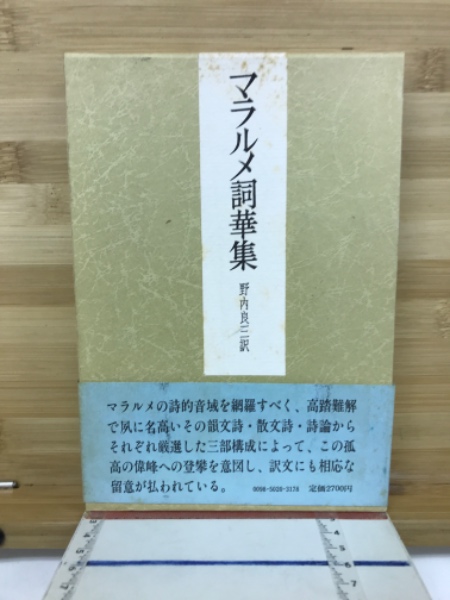 マラルメ詞華集
野内良三訳
マラルメの詩的音域を網羅すべく、高踏難解
で夙に名高いその韻文詩・散文詩・詩論から
それぞれ厳選した三部構成によって、この孤
高の偉峰への登攀を意図し、訳文にも相応な
留意が払われている。
0098-5020-3174 定価2700円